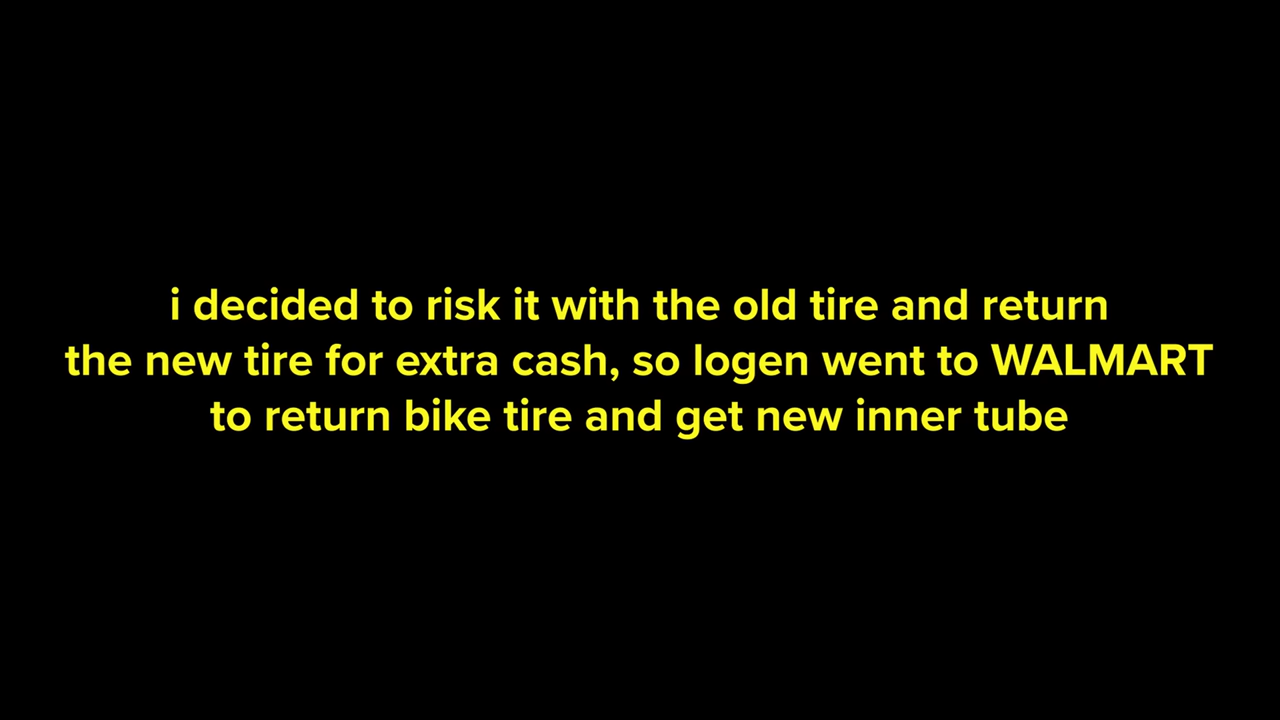 i decided to risk it with the old tire and return
the new tire for extra cash, so logen went to WALMART
to return bike tire and get new inner tube